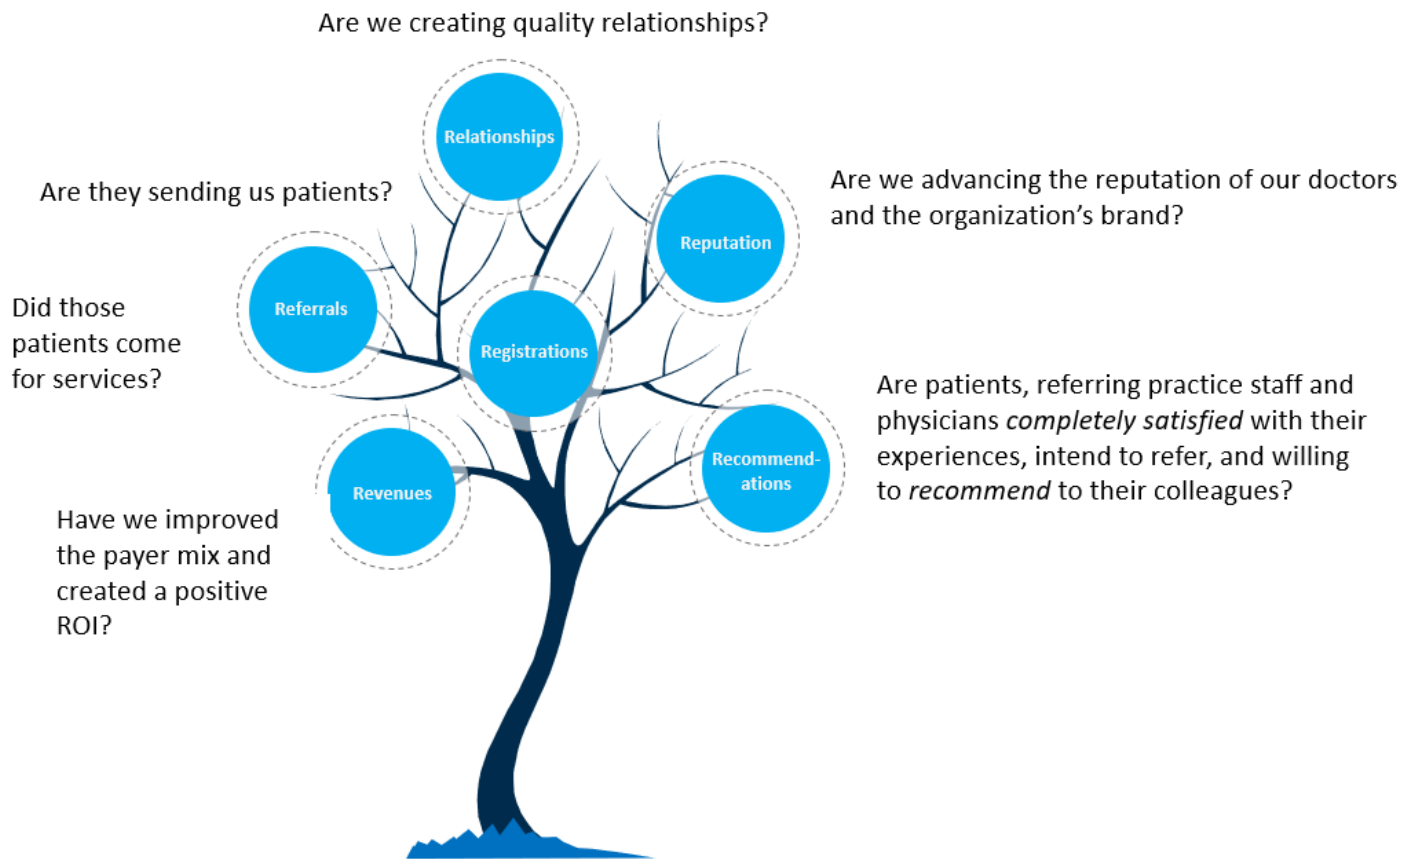 Are we creating quality relationships?
Relationships
Are they sending us patients?
Are we advancing the reputation of our doctors
and the organization’s brand?
Reputation
Referrals
Did those
patients come
for services?
Registrations
Are patients, referring practice staff and
physicians completely satisfied with their
experiences, intend to refer, and willing
to recommend to their colleagues?
Recommend-
ations
Revenues
Have we improved
the payer mix and
created a positive
ROI?